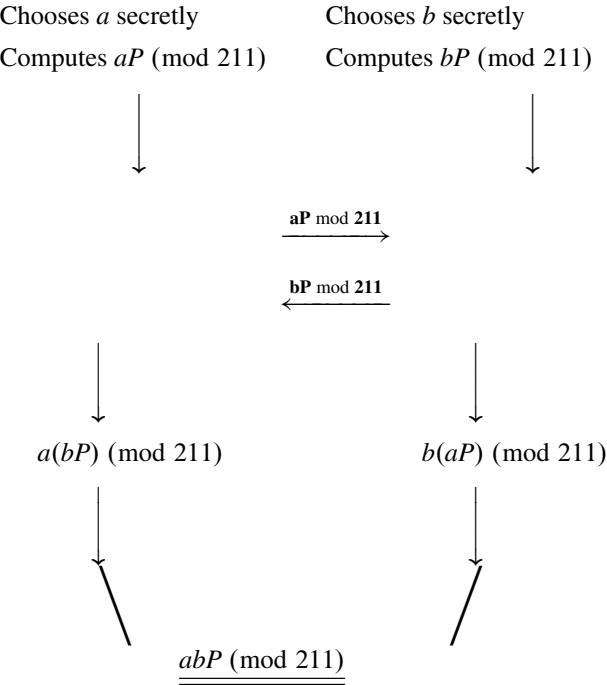 Chooses a secretly
Computes aP (mod 211)
Chooses b secretly
Computes bP (mod 211)
aP mod 211
bP mod 211
a(bP) (mod 211)
b(aP) (mod 211)
abP (mod 211)